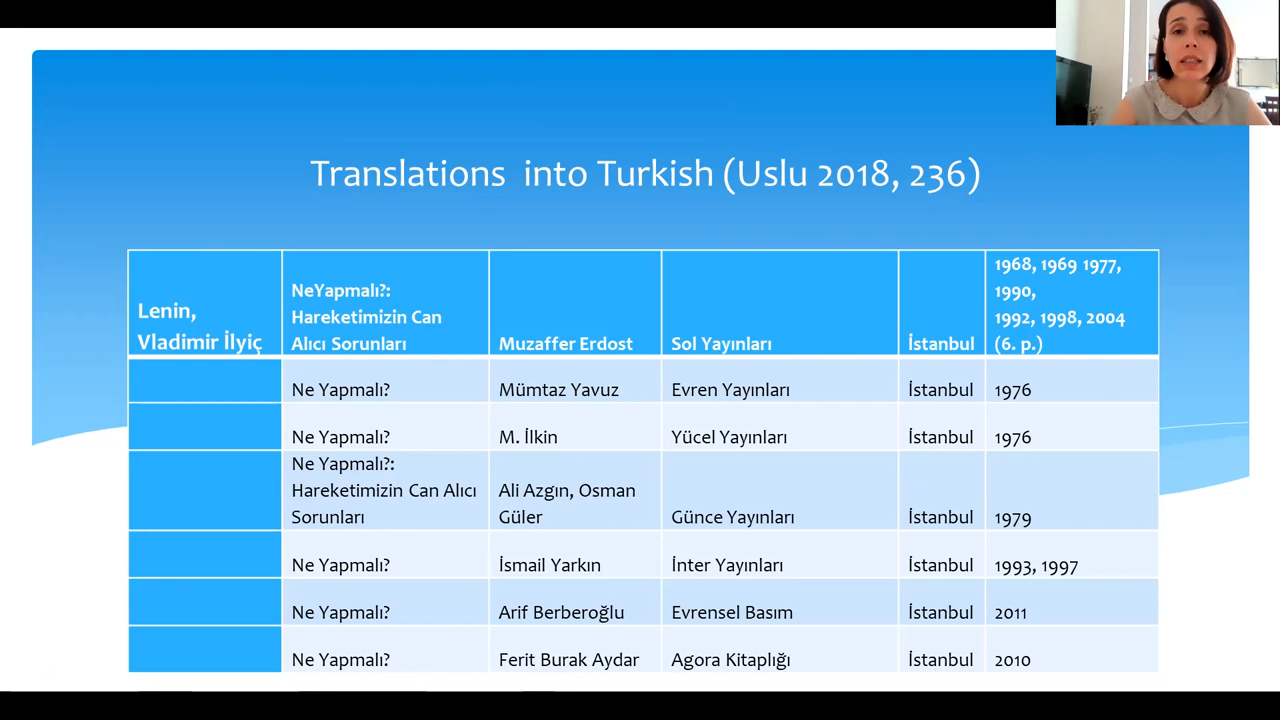 Translations into Turkish (Uslu 2018, 236)
Lenin,
Vladimir İlyiç
NeYapmalı?:
Hareketimizin Can
Alıcı Sorunları
Muzaffer Erdost
Sol Yayınları
İstanbul
1968, 1969 1977,
1990,
1992, 1998, 2004
(6. p.)
Ne Yapmalı?
Mümtaz Yavuz
Evren Yayınları
İstanbul
1976
Ne Yapmalı?
M. İlkin
Yücel Yayınları
İstanbul
1976
Ne Yapmalı?:
Hareketimizin Can Alıcı
Sorunları
Ali Azgın, Osman
Güler
Günce Yayınları
İstanbul
1979
Ne Yapmalı?
İsmail Yarkın
İnter Yayınları
İstanbul
1993, 1997
Ne Yapmalı?
Arif Berberoğlu
Evrensel Basım
İstanbul
2011
Ne Yapmalı?
Ferit Burak Aydar
Agora Kitaplığı
İstanbul
2010